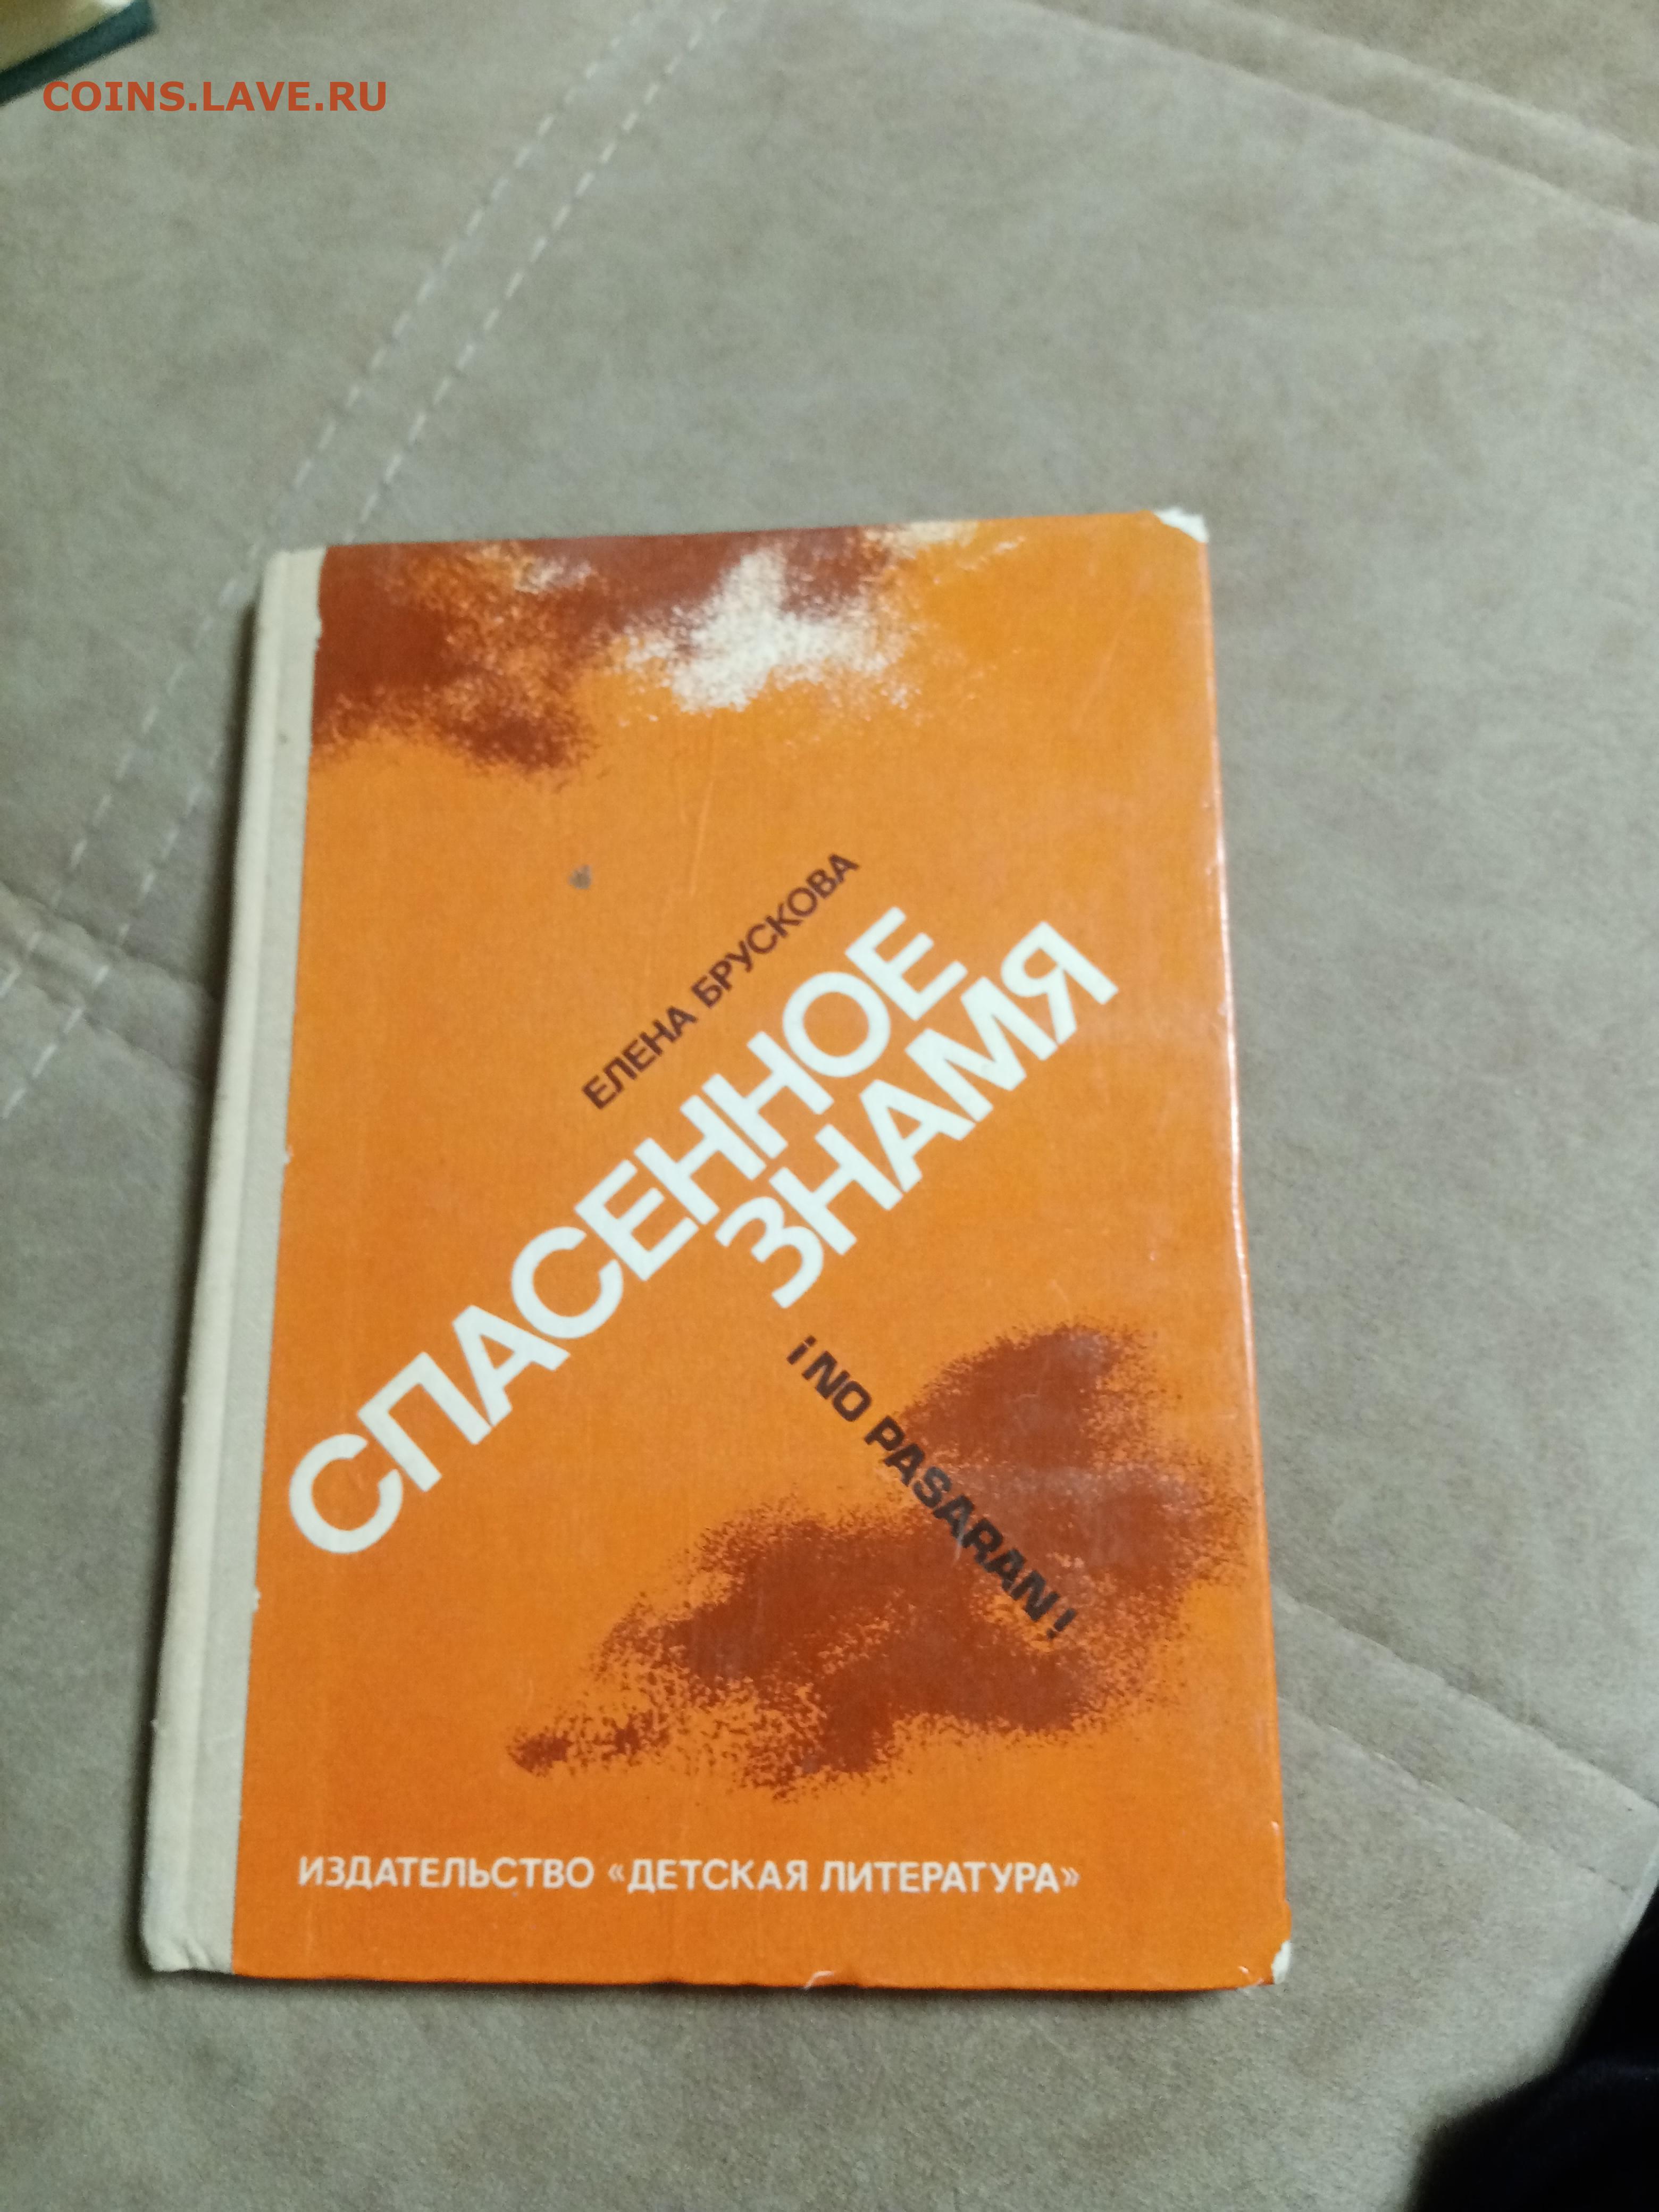 COINS.LAVE.RU
ЕЛЕНА БРУСКОВА
СПАСЕННОЕ
ЗНАМЯ
¡NO PASARAN!
ИЗДАТЕЛЬСТВО «ДЕТСКАЯ ЛИТЕРАТУРА»